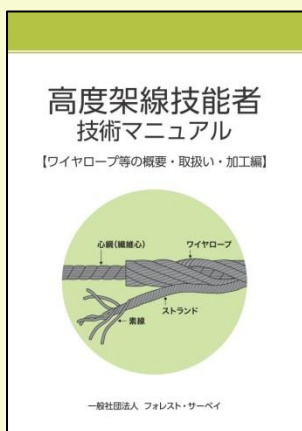 高度架線技能者
技術マニュアル
【ワイヤロープ等の概要・取扱い・加工編】
心綱(繊維心)
ワイヤロープ
ストランド
素線
一般社団法人 フォレスト・サーベイ